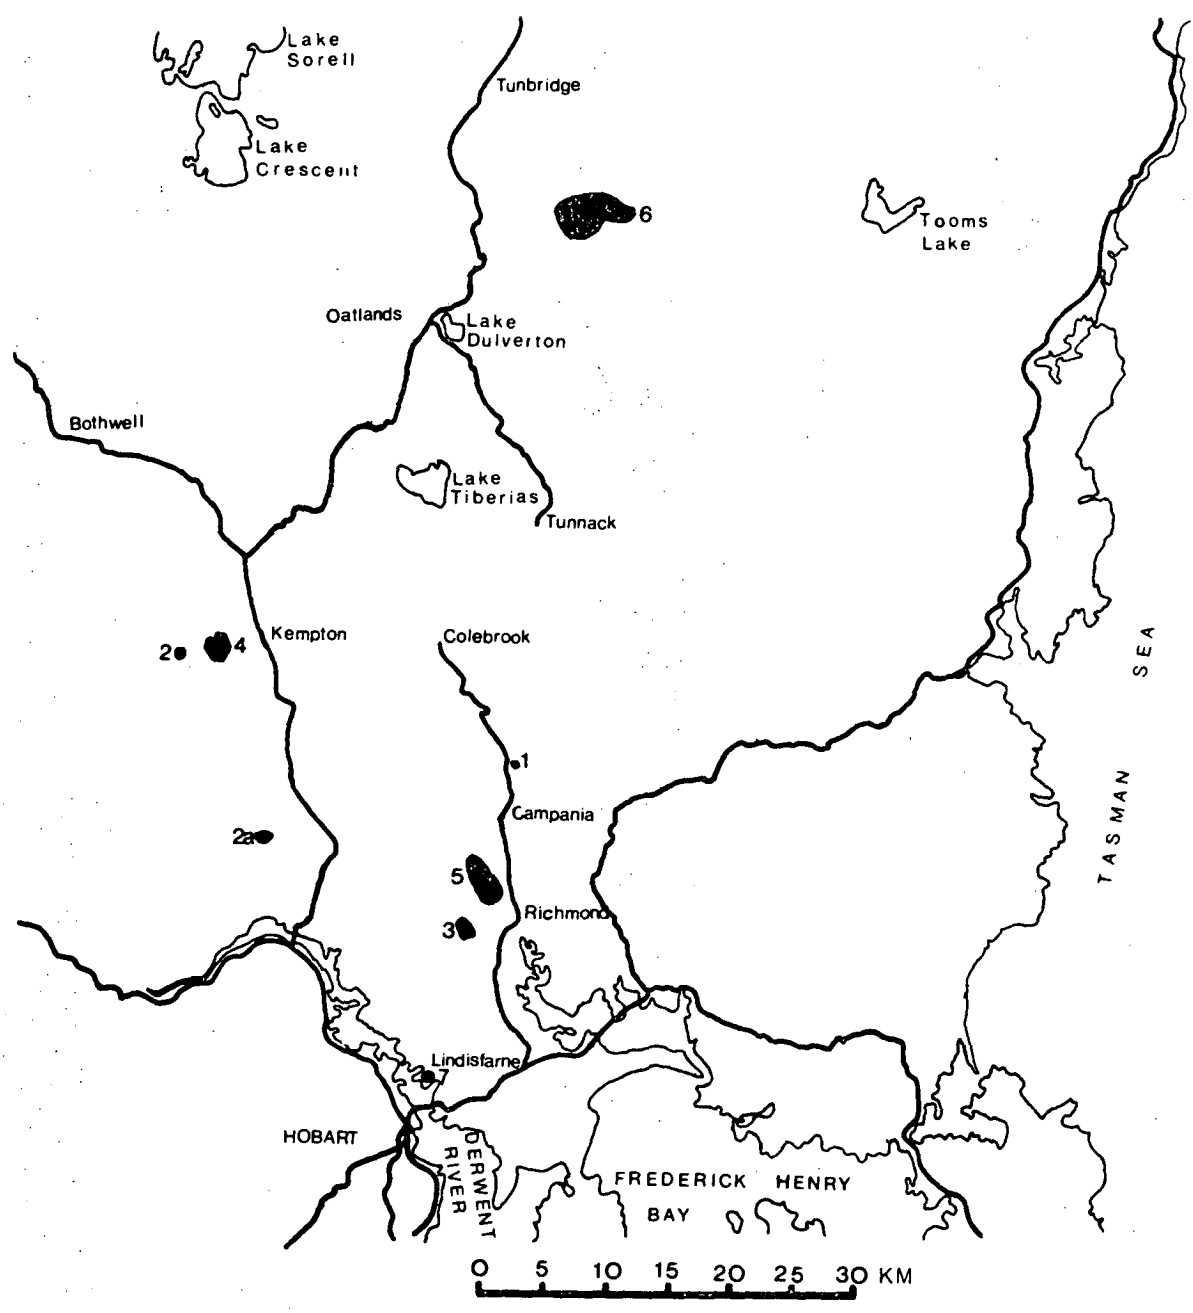 Lake
Sorell
Tunbridge
Lake
Crescent
6
Tooms
Lake
Oatlands
Lake
Dulverton
Bothwell
Lake
Tiberias
Tunnack
Kempton
Colebrook
2
4
SEA
1
Campania
TASMAN
2a
5
Richmond
3
Lindisfarne
7
HOBART
DERWENT
RIVER
FREDERICK HENRY
BAY
0 5 10 15 20 25 30 KM